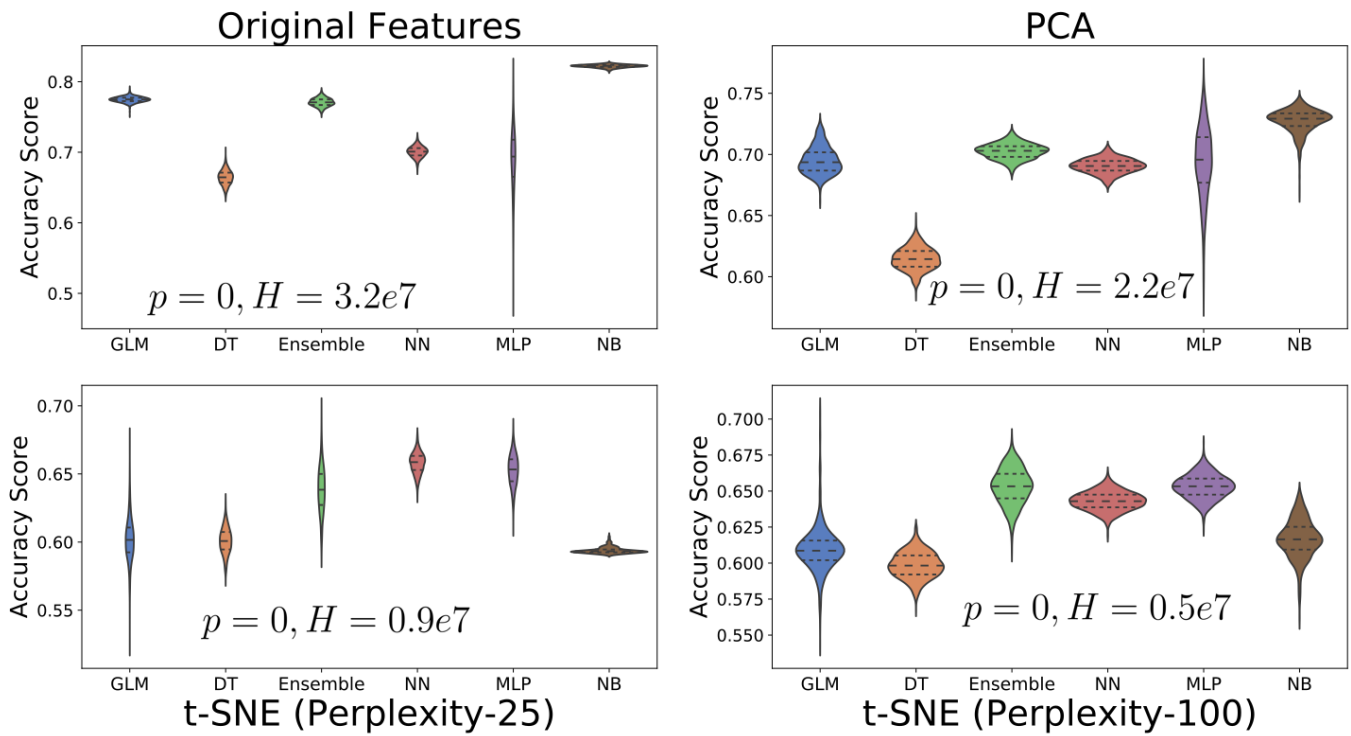 Original Features
Accuracy Score
0.8
0.7
0.6
0.5
p = 0, H = 3.2e7
GLM DT Ensemble NN MLP NB
PCA
Accuracy Score
0.75
0.70
0.65
0.60
p = 0, H = 2.2e7
GLM DT Ensemble NN MLP NB
Accuracy Score
0.70
0.65
0.60
0.55
p = 0, H = 0.9e7
GLM DT Ensemble NN MLP NB
t-SNE (Perplexity-25)
Accuracy Score
0.700
0.675
0.650
0.625
0.600
0.575
0.550
p = 0, H = 0.5e7
GLM DT Ensemble NN MLP NB
t-SNE (Perplexity-100)